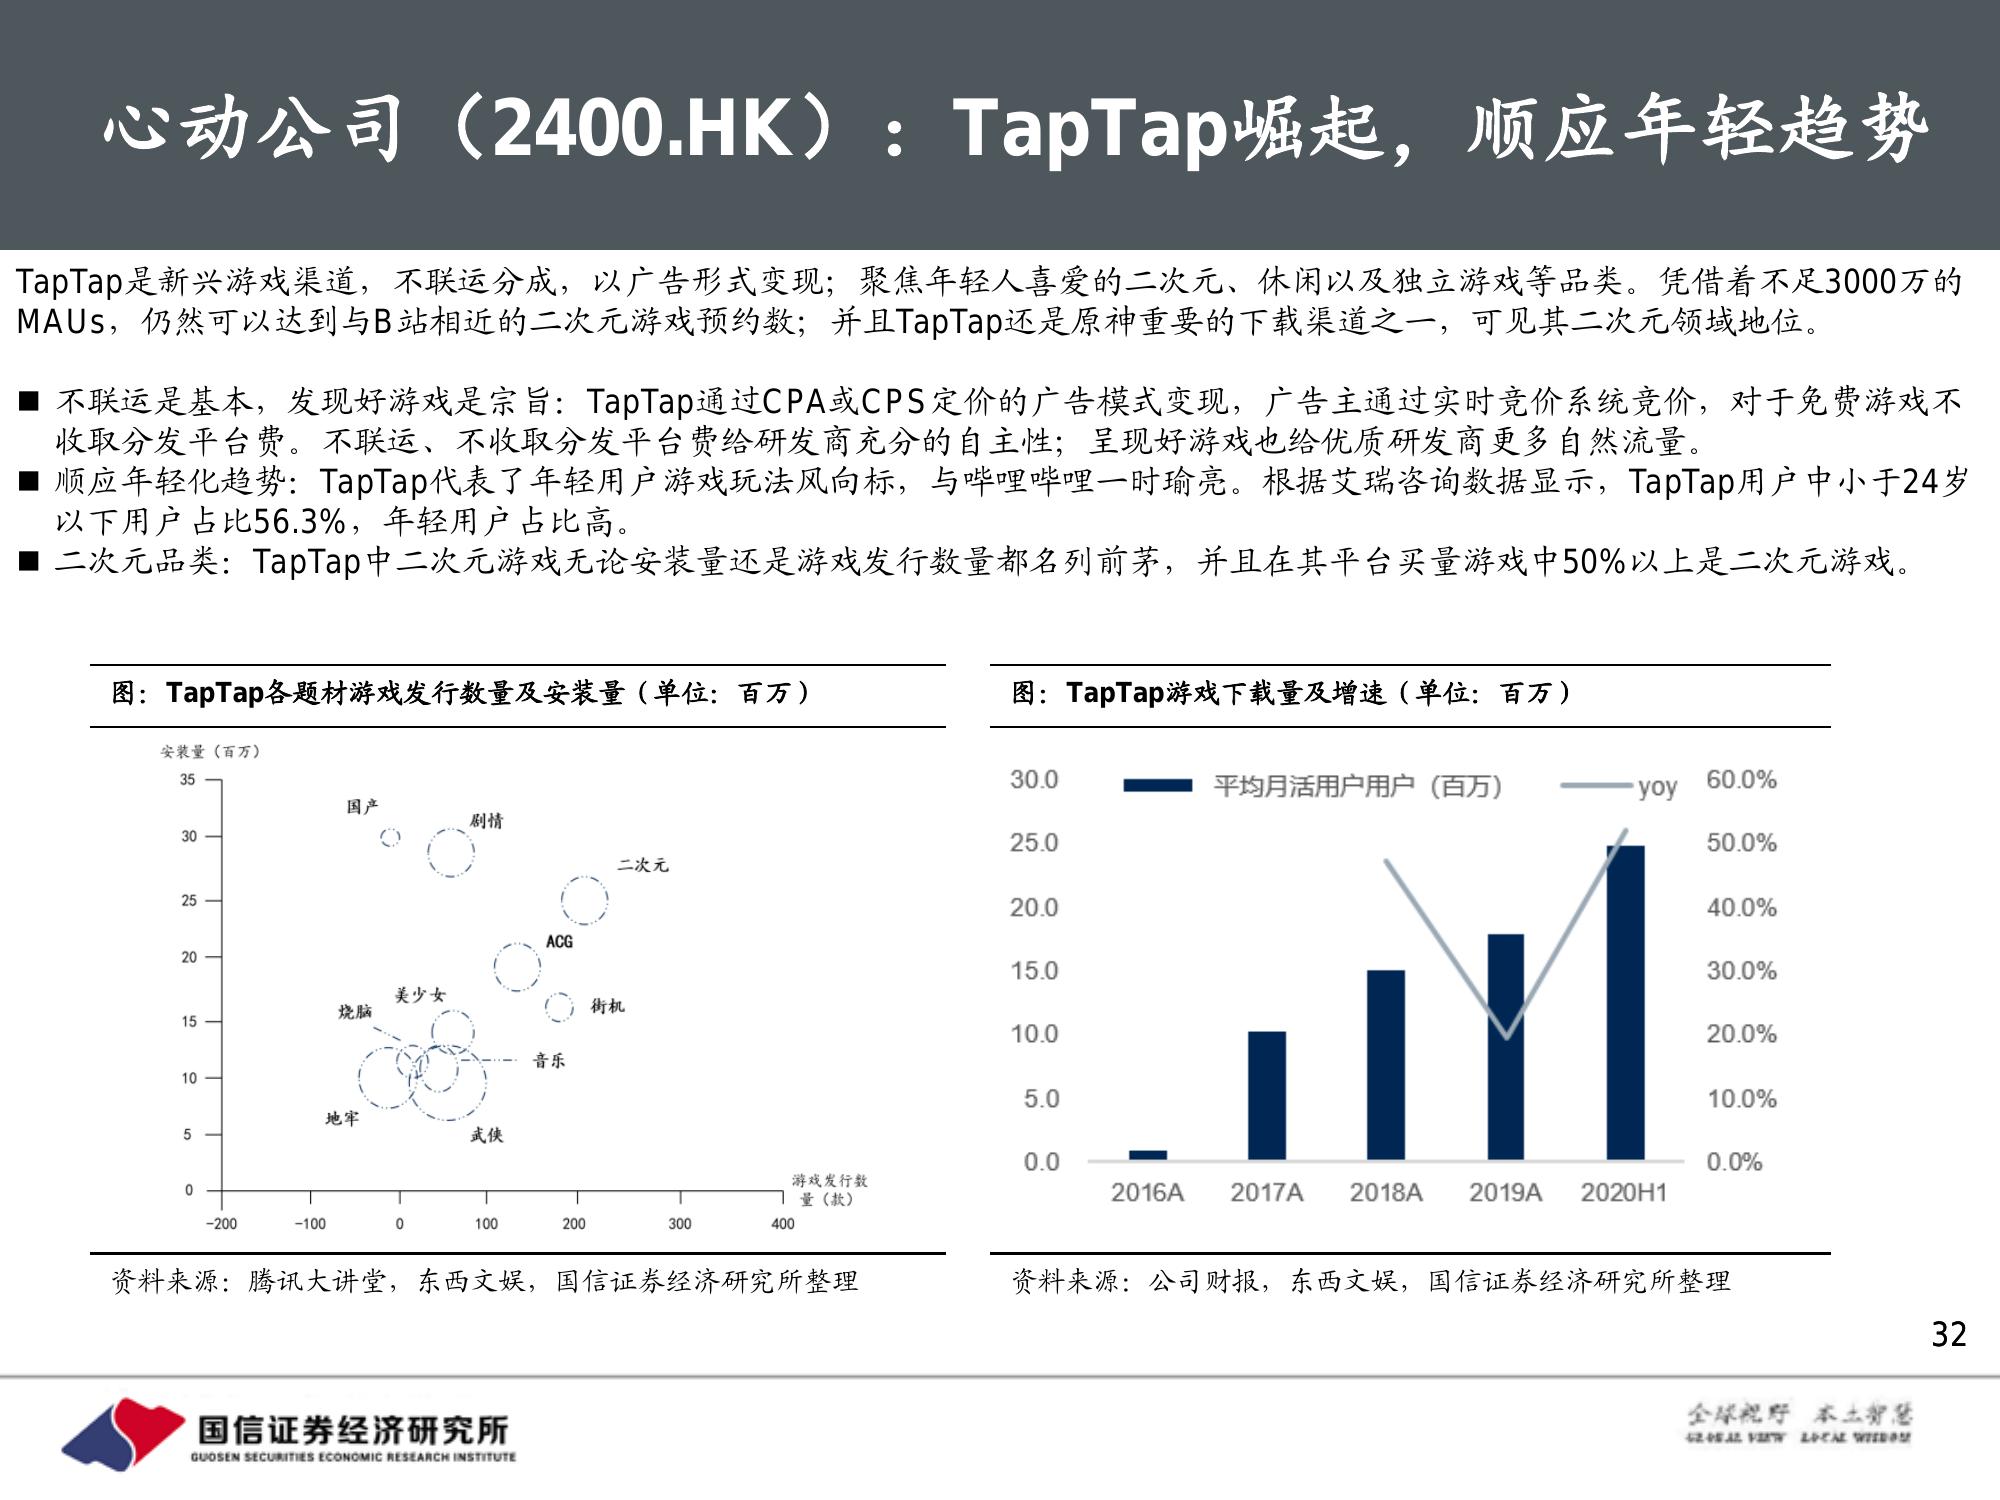 心动公司（2400.HK）：TapTap崛起，顺应年轻趋势
TapTap是新兴游戏渠道，不联运分成，以广告形式变现；聚焦年轻人喜爱的二次元、休闲以及独立游戏等品类。凭借着不足3000万的
MAUs，仍然可以达到与B站相近的二次元游戏预约数；并且TapTap还是原神重要的下载渠道之一，可见其二次元领域地位。
■ 不联运是基本，发现好游戏是宗旨：TapTap通过CPA或CPS定价的广告模式变现，广告主通过实时竞价系统竞价，对于免费游戏不
收取分发平台费。不联运、不收取分发平台费给研发商充分的自主性；呈现好游戏也给优质研发商更多自然流量。
■ 顺应年轻化趋势：TapTap代表了年轻用户游戏玩法风向标，与哔哩哔哩一时瑜亮。根据艾瑞咨询数据显示，TapTap用户中小于24岁
以下用户占比56.3%，年轻用户占比高。
■ 二次元品类：TapTap中二次元游戏无论安装量还是游戏发行数量都名列前茅，并且在其平台买量游戏中50%以上是二次元游戏。
图：TapTap各题材游戏发行数量及安装量（单位：百万）
安装量（百万）
35
30
25
20
15
10
5
0
国产
剧情
二次元
ACG
美少女
烧脑
街机
音乐
地牢
武侠
游戏发行数
量（款）
-200 -100 0 100 200 300 400
资料来源：腾讯大讲堂，东西文娱，国信证券经济研究所整理
图：TapTap游戏下载量及增速（单位：百万）
平均月活用户用户（百万） yoy
30.0 60.0%
25.0 50.0%
20.0 40.0%
15.0 30.0%
10.0 20.0%
5.0 10.0%
0.0 0.0%
2016A 2017A 2018A 2019A 2020H1
资料来源：公司财报，东西文娱，国信证券经济研究所整理
32
国信证券经济研究所
GUOSEN SECURITIES ECONOMIC RESEARCH INSTITUTE
全球视野 本土智慧
GLOBAL VIEW LOCAL WISDOM